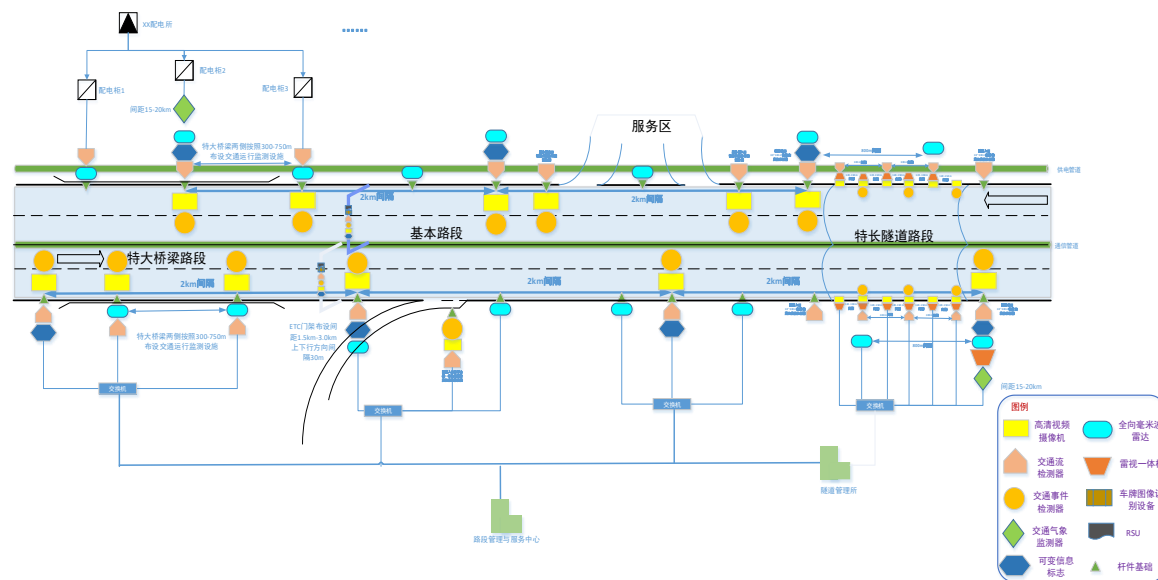 XX配电所
配电柜1
配电柜2
配电柜3
间距15-20km
特大桥梁两侧按照300-750m
布设交通运行监测设施
服务区
供电管道
2km间隔
2km间隔
基本路段
特长隧道路段
通信管道
特大桥梁路段
2km间隔
2km间隔
2km间隔
特大桥梁两侧按照300-750m
布设交通运行监测设施
ETC门架布设间
距1.5km-3.0km
上下行方向间
隔30m
交换机
交换机
交换机
交换机
间距15-20km
隧道管理所
路段管理与服务中心
图例
高清视频
摄像机
全向毫米波
雷达
交通流
检测器
雷视一体
交通事件
检测器
车牌图像
别设备
交通气象
监测器
RSU
可变信息
标志
杆件基础